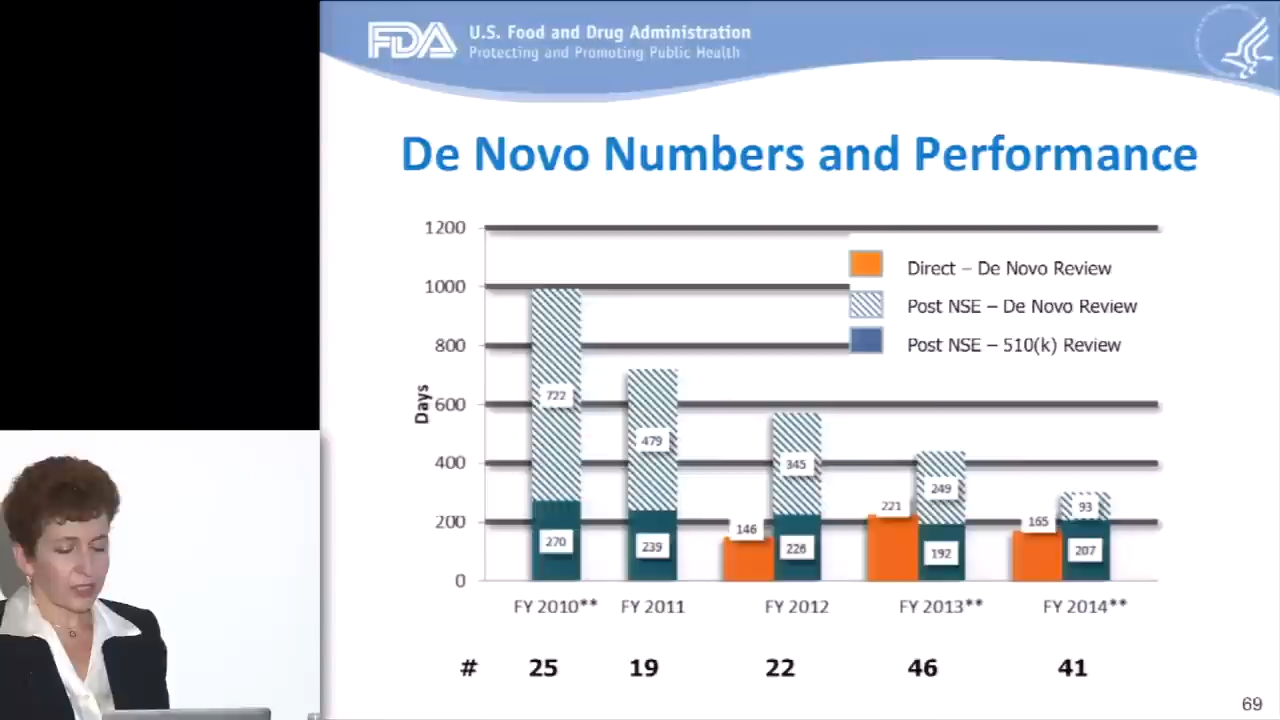 FDA U.S. Food and Drug Administration
Protecting and Promoting Public Health
De Novo Numbers and Performance
1200
1000
800
600
400
200
0
Days
Direct – De Novo Review
Post NSE – De Novo Review
Post NSE – 510(k) Review
722
270
479
239
146
345
226
221
249
192
165
93
207
FY 2010** FY 2011 FY 2012 FY 2013** FY 2014**
# 25 19 22 46 41
69